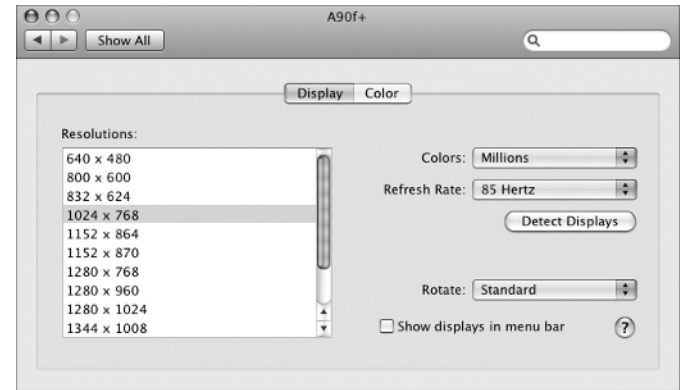 A90f+
Show All
Display Color
Resolutions:
640 x 480
800 x 600
832 x 624
1024 x 768
1152 x 864
1152 x 870
1280 x 768
1280 x 960
1280 x 1024
1344 x 1008
Colors: Millions
Refresh Rate: 85 Hertz
Detect Displays
Rotate: Standard
Show displays in menu bar ?